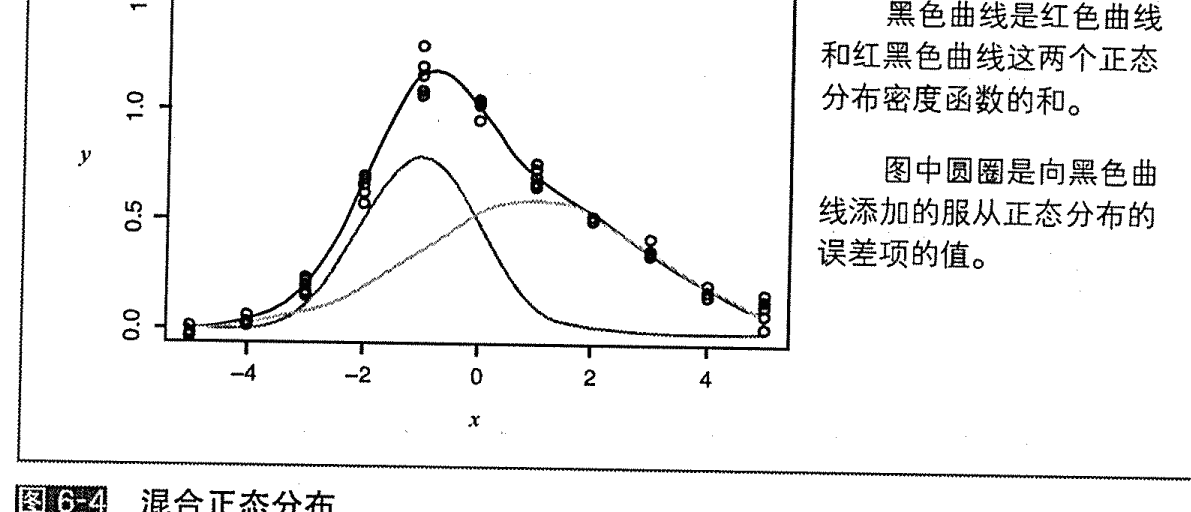 黑色曲线是红色曲线
和红黑色曲线这两个正态
分布密度函数的和。
图中圆圈是向黑色曲
线添加的服从正态分布的
误差项的值。
1.0
0.5
0.0
y
-4 -2 0 2 4
x
图 6-4 混合正态分布